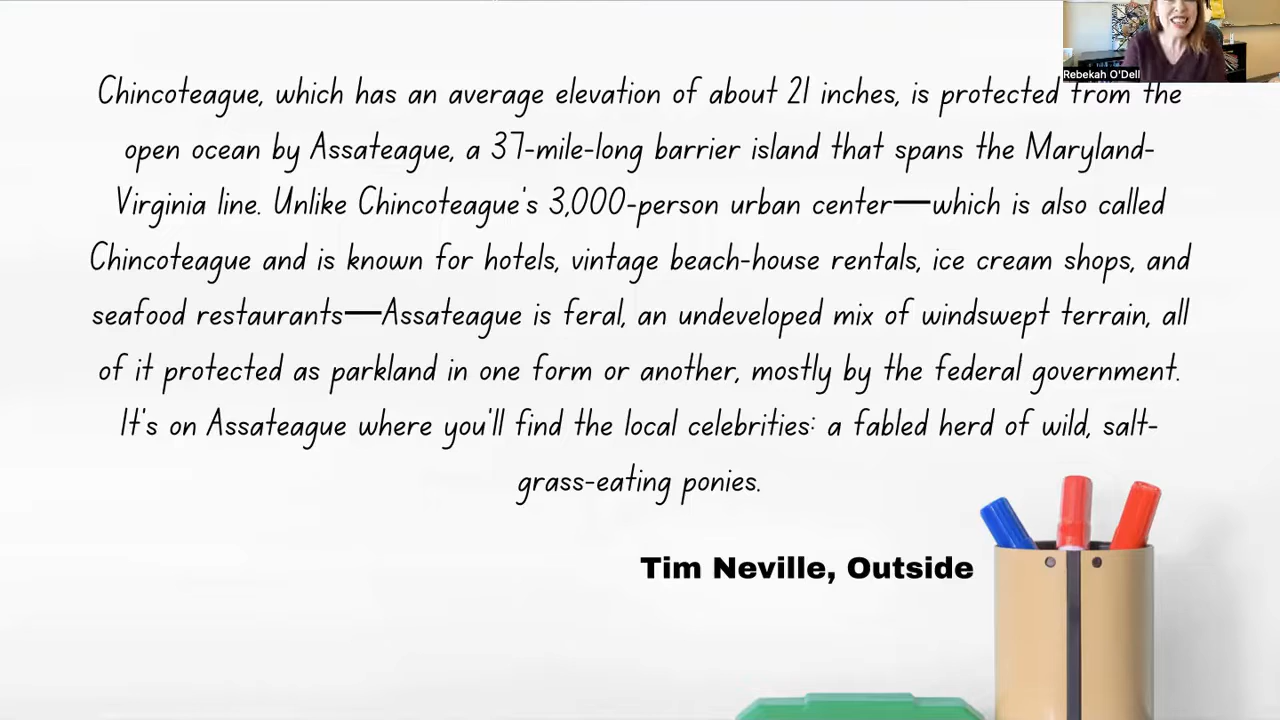 Rebekah O'Dell
Chincoteague, which has an average elevation of about 21 inches, is protected from the
open ocean by Assateague, a 37-mile-long barrier island that spans the Maryland-
Virginia line. Unlike Chincoteague's 3,000-person urban center—which is also called
Chincoteague and is known for hotels, vintage beach-house rentals, ice cream shops, and
seafood restaurants—Assateague is feral, an undeveloped mix of windswept terrain, all
of it protected as parkland in one form or another, mostly by the federal government.
It's on Assateague where you'll find the local celebrities: a fabled herd of wild, salt-
grass-eating ponies.
Tim Neville, Outside